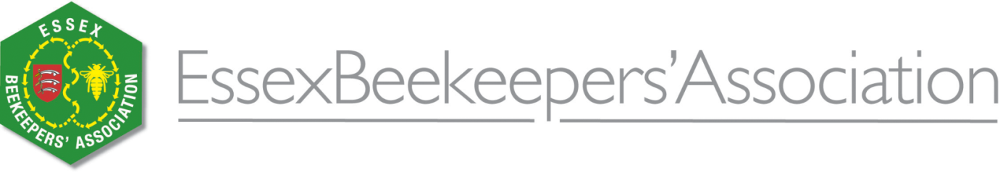 ESSEX
BEEKEEPERS' ASSOCIATION
EssexBeekeepers'Association